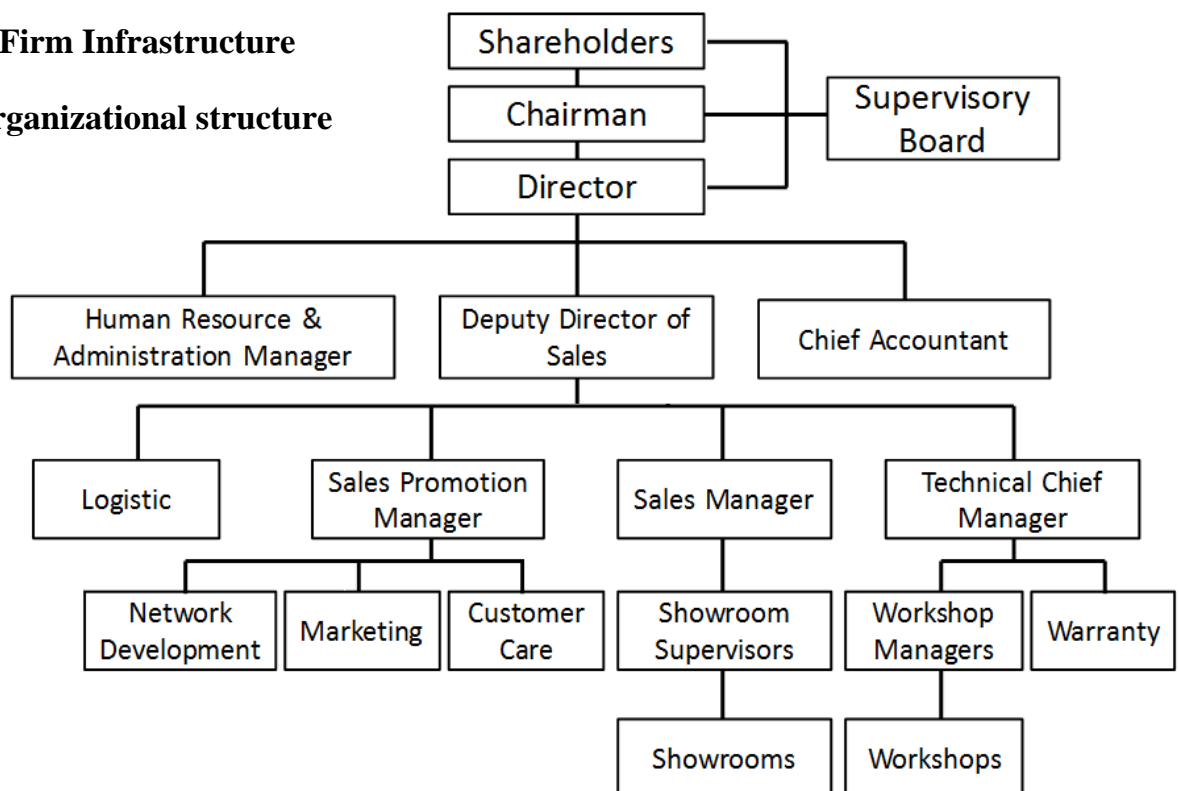 Firm Infrastructure
rganizational structure
Shareholders
Chairman
Director
Supervisory
Board
Human Resource &
Administration Manager
Deputy Director of
Sales
Chief Accountant
Logistic
Sales Promotion
Manager
Sales Manager
Technical Chief
Manager
Network
Development
Marketing
Customer
Care
Showroom
Supervisors
Workshop
Managers
Warranty
Showrooms
Workshops